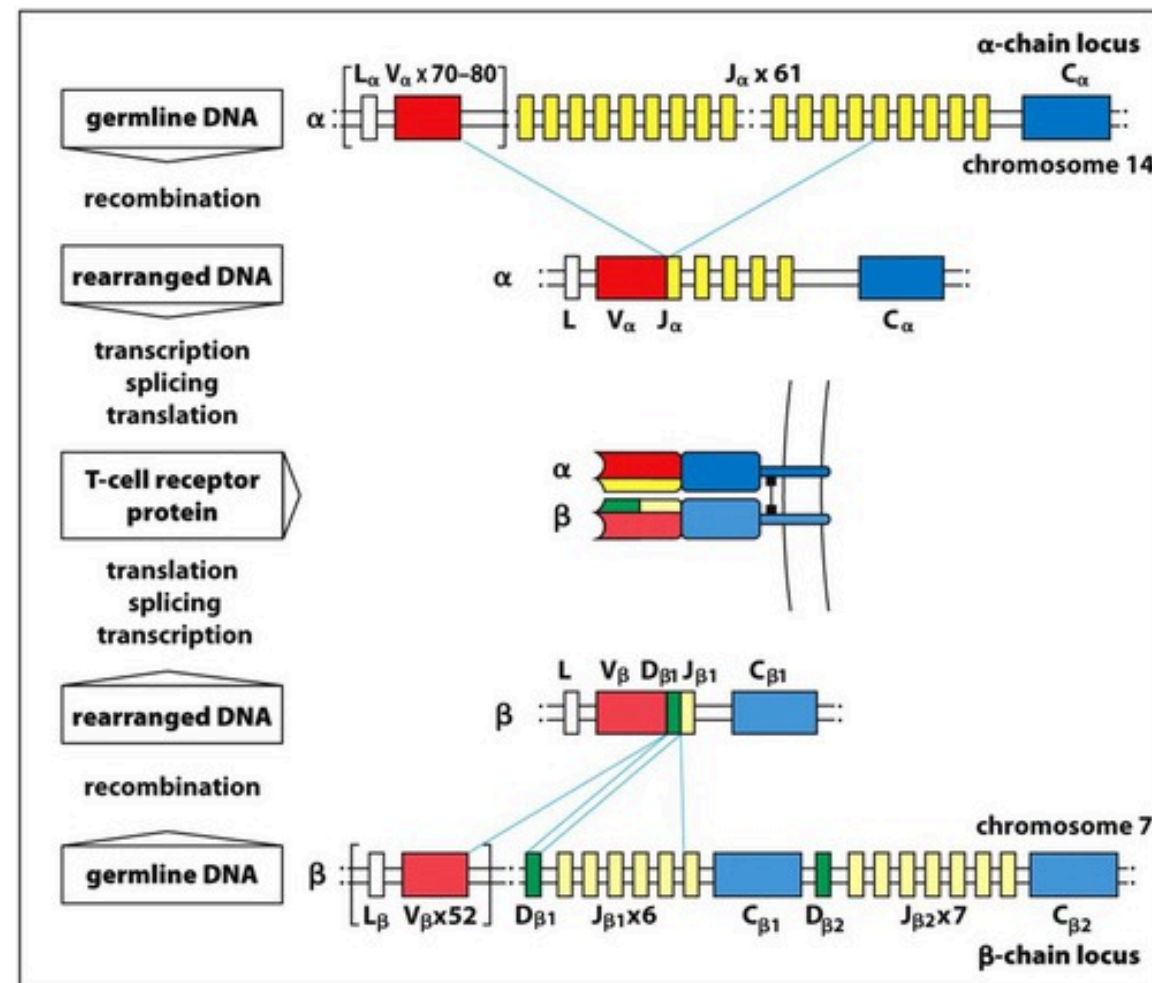 α-chain locus
[Lα Vα x 70–80]
Jα x 61
Cα
germline DNA
α
chromosome 14
recombination
rearranged DNA
α
L Vα Jα Cα
transcription
splicing
translation
T-cell receptor
protein
α
β
translation
splicing
transcription
L Vβ Dβ1 Jβ1 Cβ1
rearranged DNA
β
recombination
chromosome 7
germline DNA
β
[Lβ Vβx52] Dβ1 Jβ1x6 Cβ1 Dβ2 Jβ2x7 Cβ2
β-chain locus